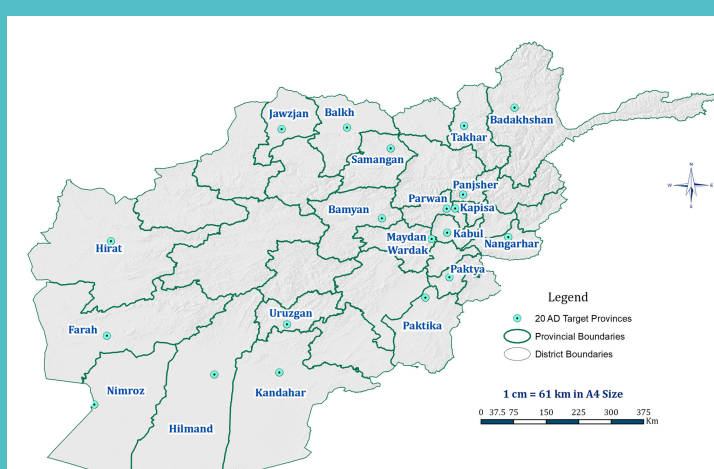 Jawzjan
Balkh
Badakhshan
Takhar
Samangan
Panjsher
Parwan
Kapisa
Bamyan
Kabul
Maydan
Wardak
Nangarhar
Hirat
Paktya
Uruzgan
Paktika
Farah
Nimroz
Kandahar
Hilmand
N
W
E
S
Legend
20 AD Target Provinces
Provincial Boundaries
District Boundaries
1 cm = 61 km in A4 Size
0 37.5 75 150 225 300 375
Km